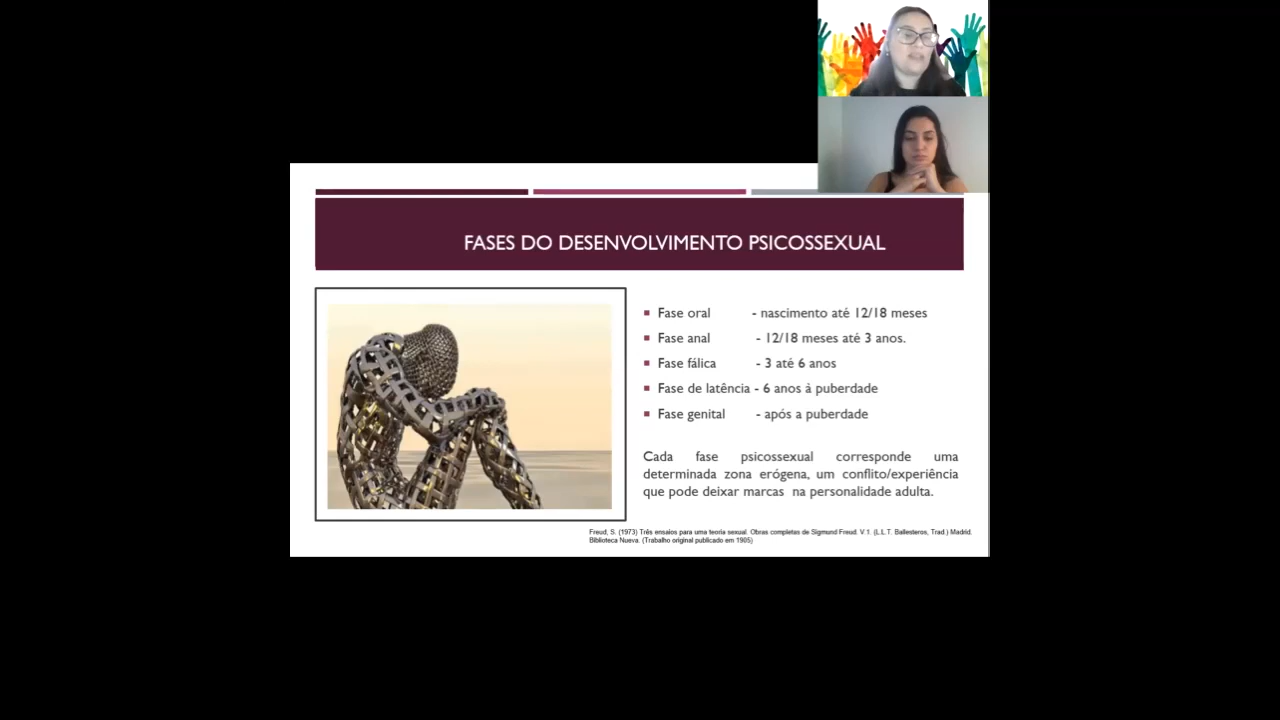 FASES DO DESENVOLVIMENTO PSICOSSEXUAL
Fase oral - nascimento até 12/18 meses
Fase anal - 12/18 meses até 3 anos.
Fase fálica - 3 até 6 anos
Fase de latência - 6 anos à puberdade
Fase genital - após a puberdade
Cada fase psicossexual corresponde uma
determinada zona erógena, um conflito/experiência
que pode deixar marcas na personalidade adulta.
Freud, S. (1973) Três ensaios para uma teoria sexual. Obras completes de Sigmund Freud. V.1. (L.L.T. Ballesteros, Trad.) Madrid.
Biblioteca Nueva. (Trabalho original publicado em 1905)